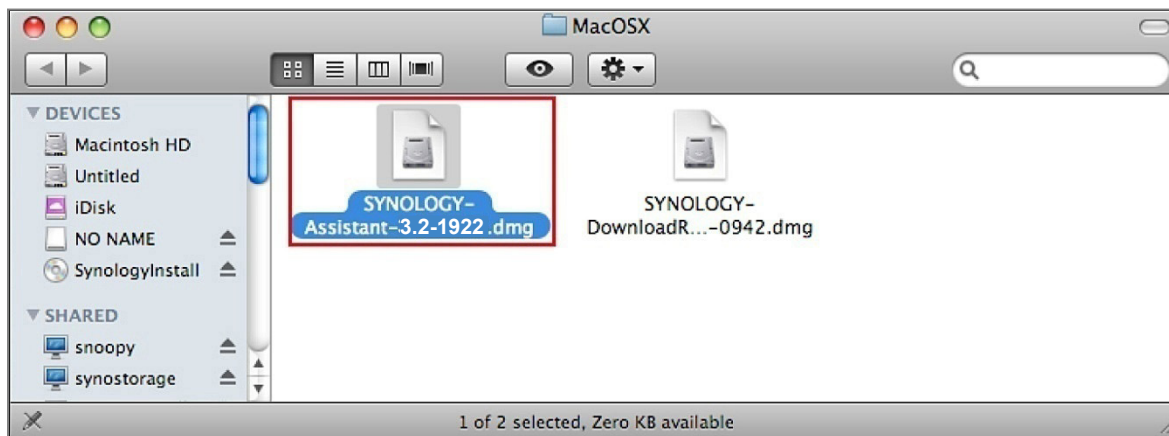 MacOSX
DEVICES
Macintosh HD
Untitled
iDisk
NO NAME
SynologyInstall
SHARED
snoopy
synostorage
SYNOLOGY-
Assistant-3.2-1922.dmg
SYNOLOGY-
DownloadR...-0942.dmg
1 of 2 selected, Zero KB available